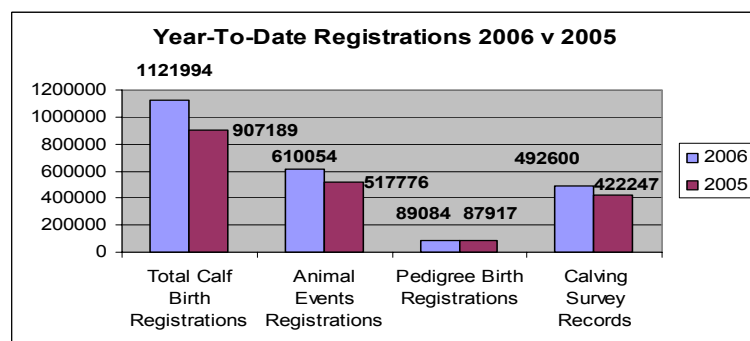 Year-To-Date Registrations 2006 v 2005
1121994
1200000
1000000
907189
800000
610054
492600
600000
517776
422247
400000
89084
87917
200000
0
2006
2005
Total Calf
Birth
Registrations
Animal
Events
Registrations
Pedigree Birth
Registrations
Calving
Survey
Records